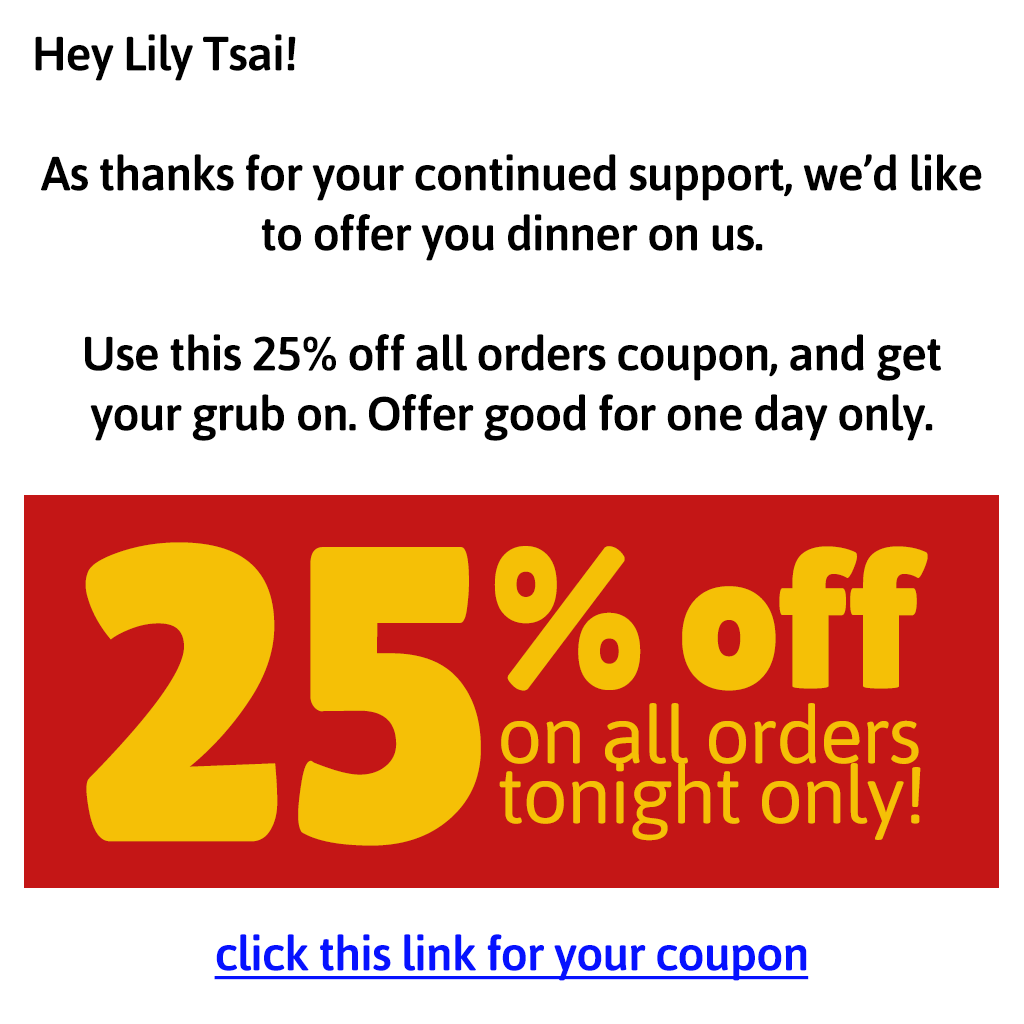 Hey Lily Tsai!
As thanks for your continued support, we’d like
to offer you dinner on us.
Use this 25% off all orders coupon, and get
your grub on. Offer good for one day only.
25% off
on all orders
tonight only!
click this link for your coupon